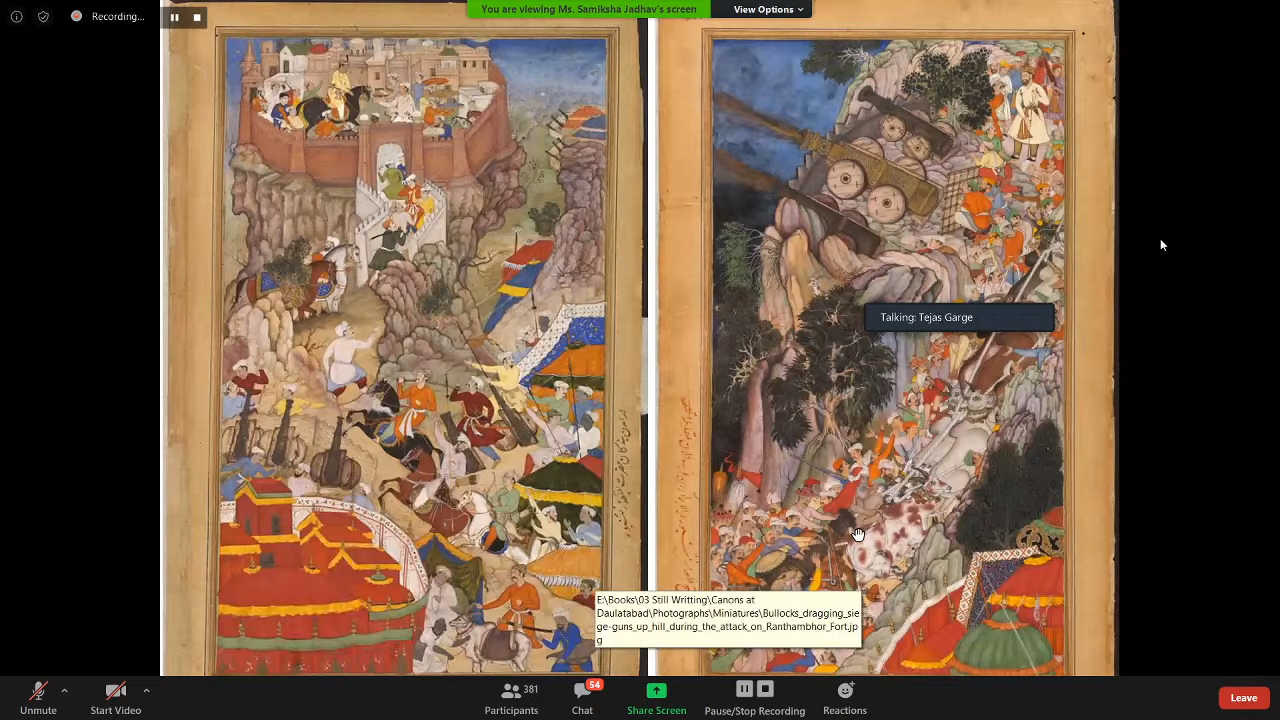 Recording...
You are viewing Ms. Samiksha Jadhav's screen
View Options
Talking: Tejas Garge
E:\Books\03 Still Writting\Canons at
Daulatabad\Photographs\Miniatures\Bullocks_dragging_sie
ge-guns_up_hill_during_the_attack_on_Ranthambhor_Fort.jp
g
Unmute
Start Video
Participants
381
Chat
54
Share Screen
Pause/Stop Recording
Reactions
Leave